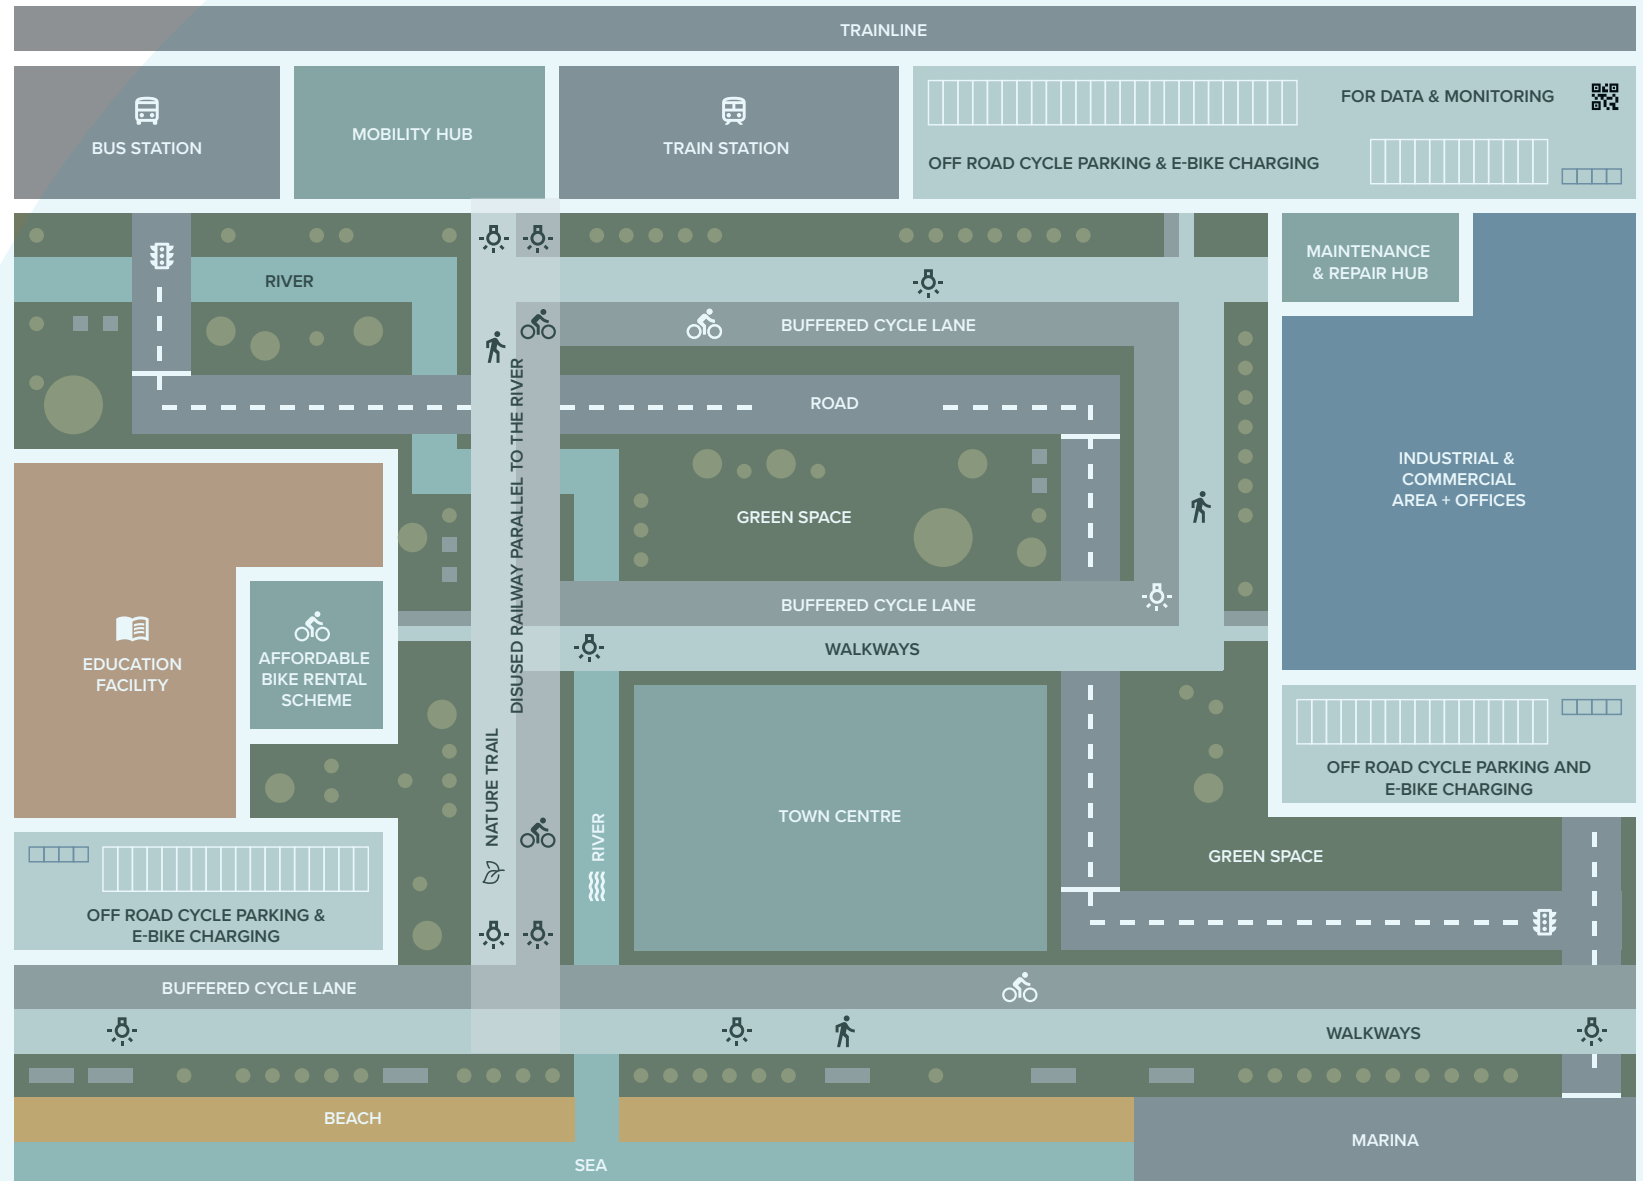 TRAINLINE
BUS STATION
MOBILITY HUB
TRAIN STATION
FOR DATA & MONITORING
OFF ROAD CYCLE PARKING & E-BIKE CHARGING
RIVER
MAINTENANCE
& REPAIR HUB
BUFFERED CYCLE LANE
DISUSED RAILWAY PARALLEL TO THE RIVER
ROAD
INDUSTRIAL &
COMMERCIAL
AREA + OFFICES
GREEN SPACE
BUFFERED CYCLE LANE
WALKWAYS
EDUCATION
FACILITY
AFFORDABLE
BIKE RENTAL
SCHEME
NATURE TRAIL
RIVER
TOWN CENTRE
OFF ROAD CYCLE PARKING AND
E-BIKE CHARGING
GREEN SPACE
OFF ROAD CYCLE PARKING &
E-BIKE CHARGING
BUFFERED CYCLE LANE
WALKWAYS
BEACH
MARINA
SEA